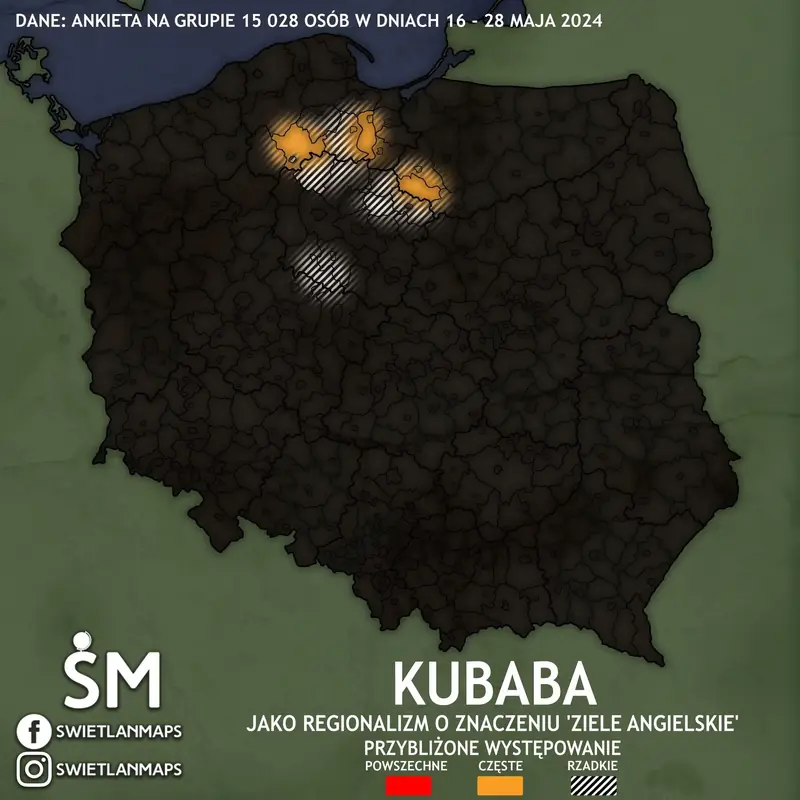 DANE: ANKIETA NA GRUPIE 15 028 OSÓB W DNIACH 16 - 28 MAJA 2024
ŚM
SWIETLANMAPS
SWIETLANMAPS
KUBABA
JAKO REGIONALIZM O ZNACZENIU 'ZIELE ANGIELSKIE'
PRZYBLIŻONE WYSTĘPOWANIE
POWSZECHNE CZĘSTE RZADKIE